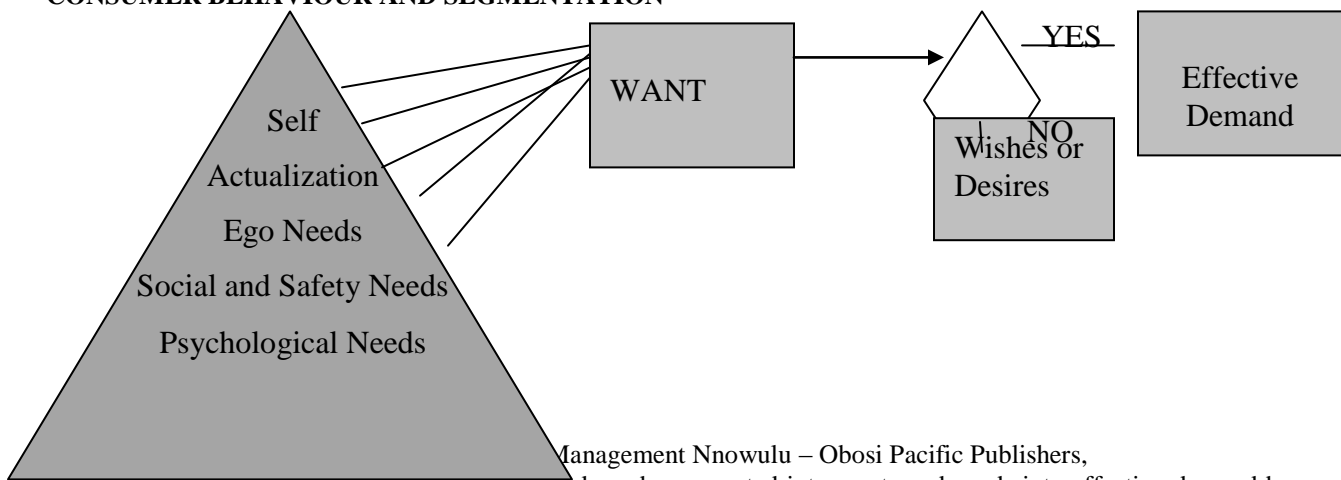 CONSUMER BEHAVIOUR AND SEGMENTATION
Self
Actualization
Ego Needs
Social and Safety Needs
Psychological Needs
WANT
YES
NO
Wishes or
Desires
Effective
Demand
Management Nnowulu – Obosi Pacific Publishers,